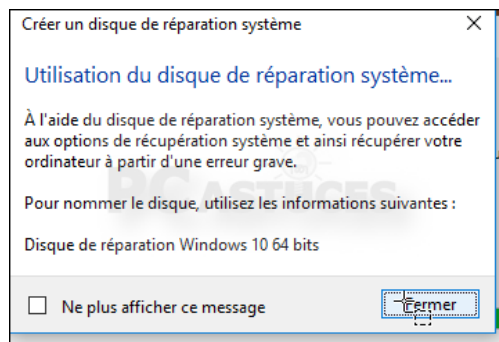 Créer un disque de réparation système
Utilisation du disque de réparation système...
À l'aide du disque de réparation système, vous pouvez accéder
aux options de récupération système et ainsi récupérer votre
ordinateur à partir d'une erreur grave.
PC ASTUCES
Pour nommer le disque, utilisez les informations suivantes :
Disque de réparation Windows 10 64 bits
Ne plus afficher ce message
Fermer